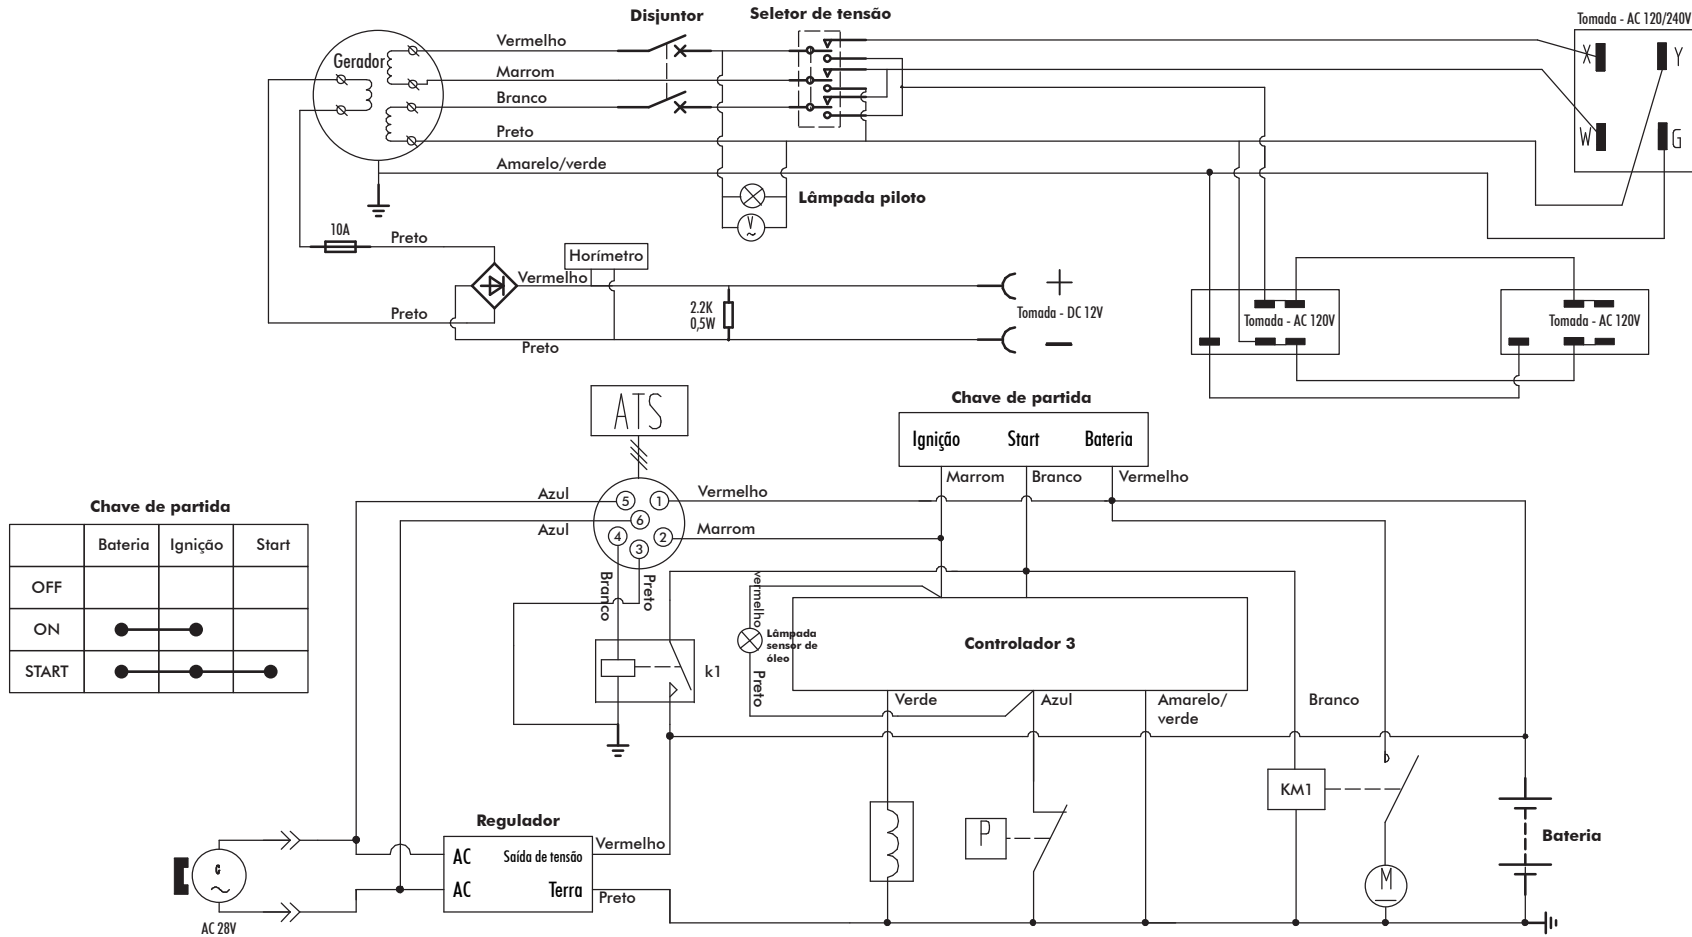 Disjuntor
Seletor de tensão
Tomada - AC 120/240V
Gerador
Vermelho
Marrom
Branco
Preto
Amarelo/verde
X
Y
W
G
Lâmpada piloto
V
~
10A
Preto
Horímetro
Vermelho
2.2K
0,5W
+
Tomada - DC 12V
Preto
Preto
Tomada - AC 120V
Tomada - AC 120V
ATS
Chave de partida
Ignição Start Bateria
Marrom Branco Vermelho
Azul
5
1
Vermelho
Azul
6
4
3
2
Marrom
Branco
Preto
Chave de partida
Bateria Ignição Start
OFF
ON
START
k1
vermelho
Lâmpada
sensor de
óleo
Preto
Controlador 3
Verde
Azul
Amarelo/
verde
Branco
KM1
P
M
Bateria
Regulador
AC Saída de tensão
AC Terra
Vermelho
Preto
G
~
AC 28V